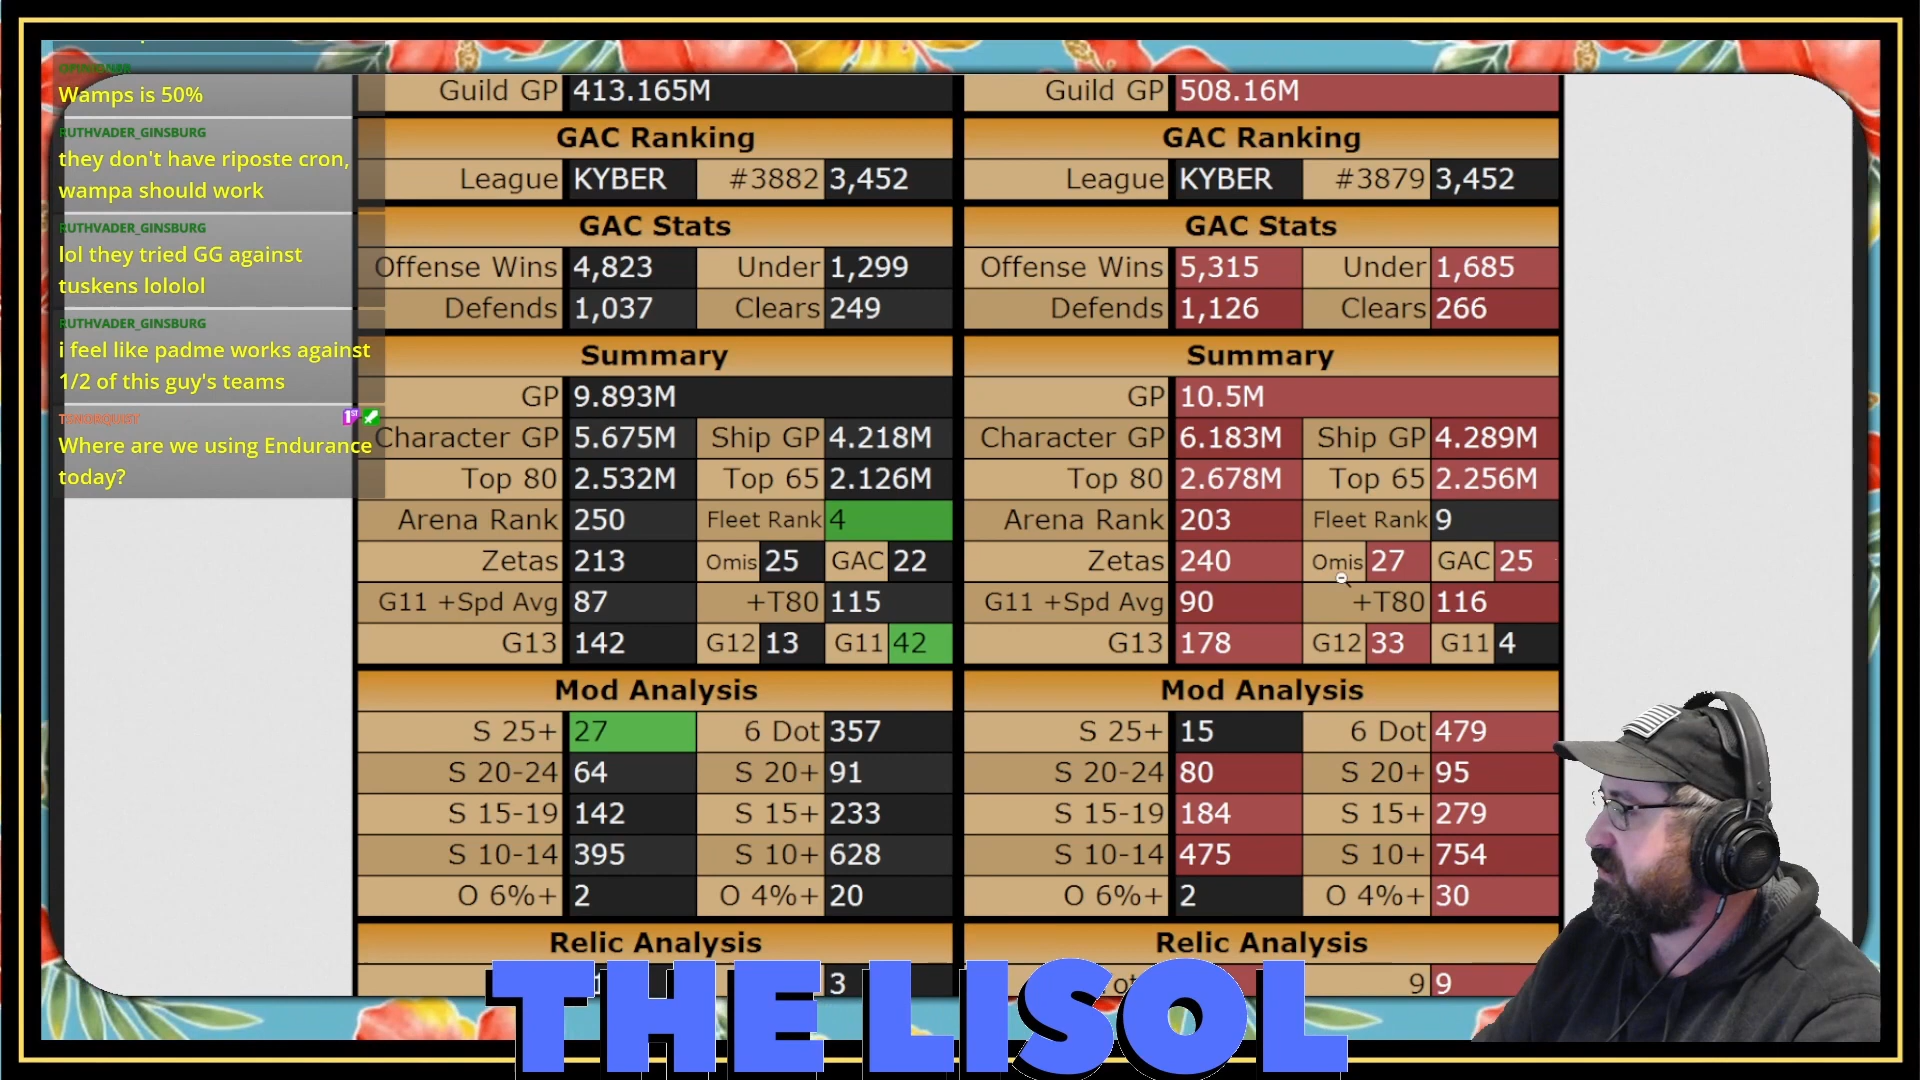 Wamps is 50%
RUTHVADER_GINSBURG
they don't have riposte cron,
wampa should work
RUTHVADER_GINSBURG
lol they tried GG against
tuskens lololol
RUTHVADER_GINSBURG
i feel like padme works against
1/2 of this guy's teams
1ST
Where are we using Endurance
today?
Guild GP 413.165M
GAC Ranking
League KYBER #3882 3,452
GAC Stats
Offense Wins 4,823 Under 1,299
Defends 1,037 Clears 249
Summary
GP 9.893M
Character GP 5.675M Ship GP 4.218M
Top 80 2.532M Top 65 2.126M
Arena Rank 250 Fleet Rank 4
Zetas 213 Omis 25 GAC 22
G11 +Spd Avg 87 +T80 115
G13 142 G12 13 G11 42
Mod Analysis
S 25+ 27 6 Dot 357
S 20-24 64 S 20+ 91
S 15-19 142 S 15+ 233
S 10-14 395 S 10+ 628
O 6%+ 2 O 4%+ 20
Relic Analysis
3
Guild GP 508.16M
GAC Ranking
League KYBER #3879 3,452
GAC Stats
Offense Wins 5,315 Under 1,685
Defends 1,126 Clears 266
Summary
GP 10.5M
Character GP 6.183M Ship GP 4.289M
Top 80 2.678M Top 65 2.256M
Arena Rank 203 Fleet Rank 9
Zetas 240 Omis 27 GAC 25
G11 +Spd Avg 90 +T80 116
G13 178 G12 33 G11 4
Mod Analysis
S 25+ 15 6 Dot 479
S 20-24 80 S 20+ 95
S 15-19 184 S 15+ 279
S 10-14 475 S 10+ 754
O 6%+ 2 O 4%+ 30
Relic Analysis
9 9
THE LISOL